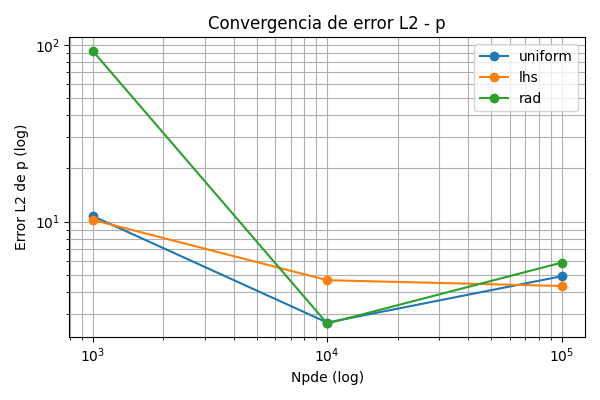 Convergencia de error L2 - p
uniform
lhs
rad
Error L2 de p (log)
10²
10¹
10³
10⁴
10⁵
Npde (log)